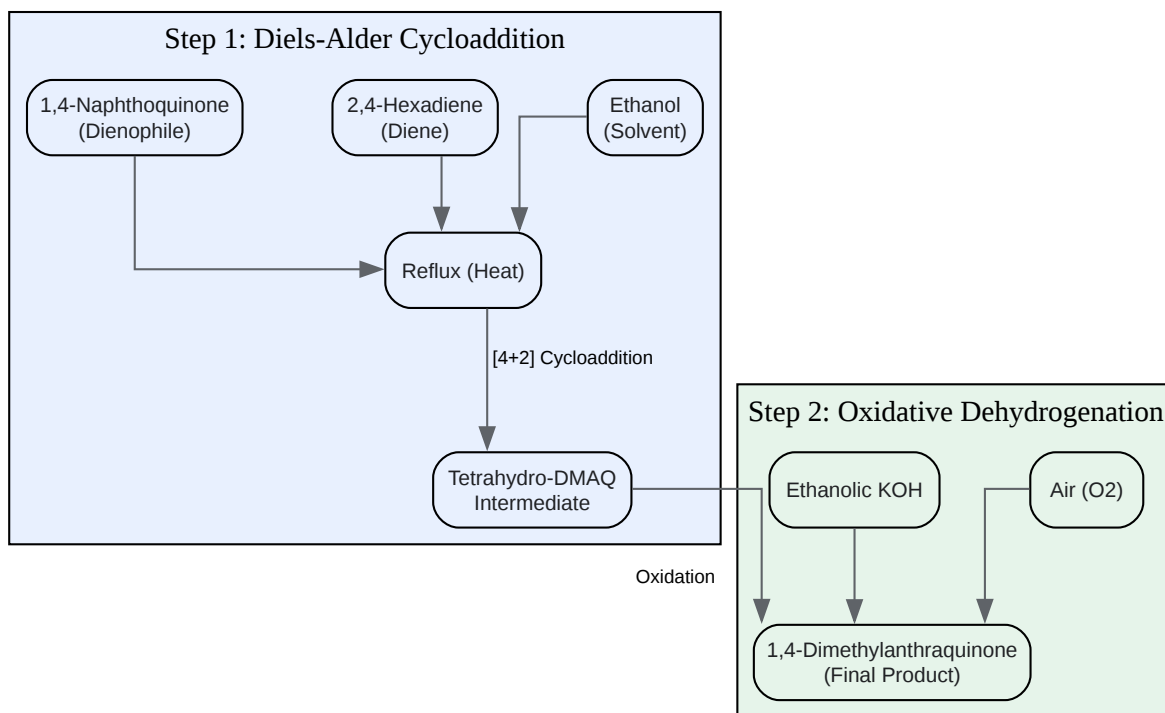 Step 1: Diels-Alder Cycloaddition
1,4-Naphthoquinone
(Dienophile)
2,4-Hexadiene
(Diene)
Ethanol
(Solvent)
Reflux (Heat)
[4+2] Cycloaddition
Tetrahydro-DMAQ
Intermediate
Step 2: Oxidative Dehydrogenation
Ethanolic KOH
Air (O2)
Oxidation
1,4-Dimethylanthraquinone
(Final Product)